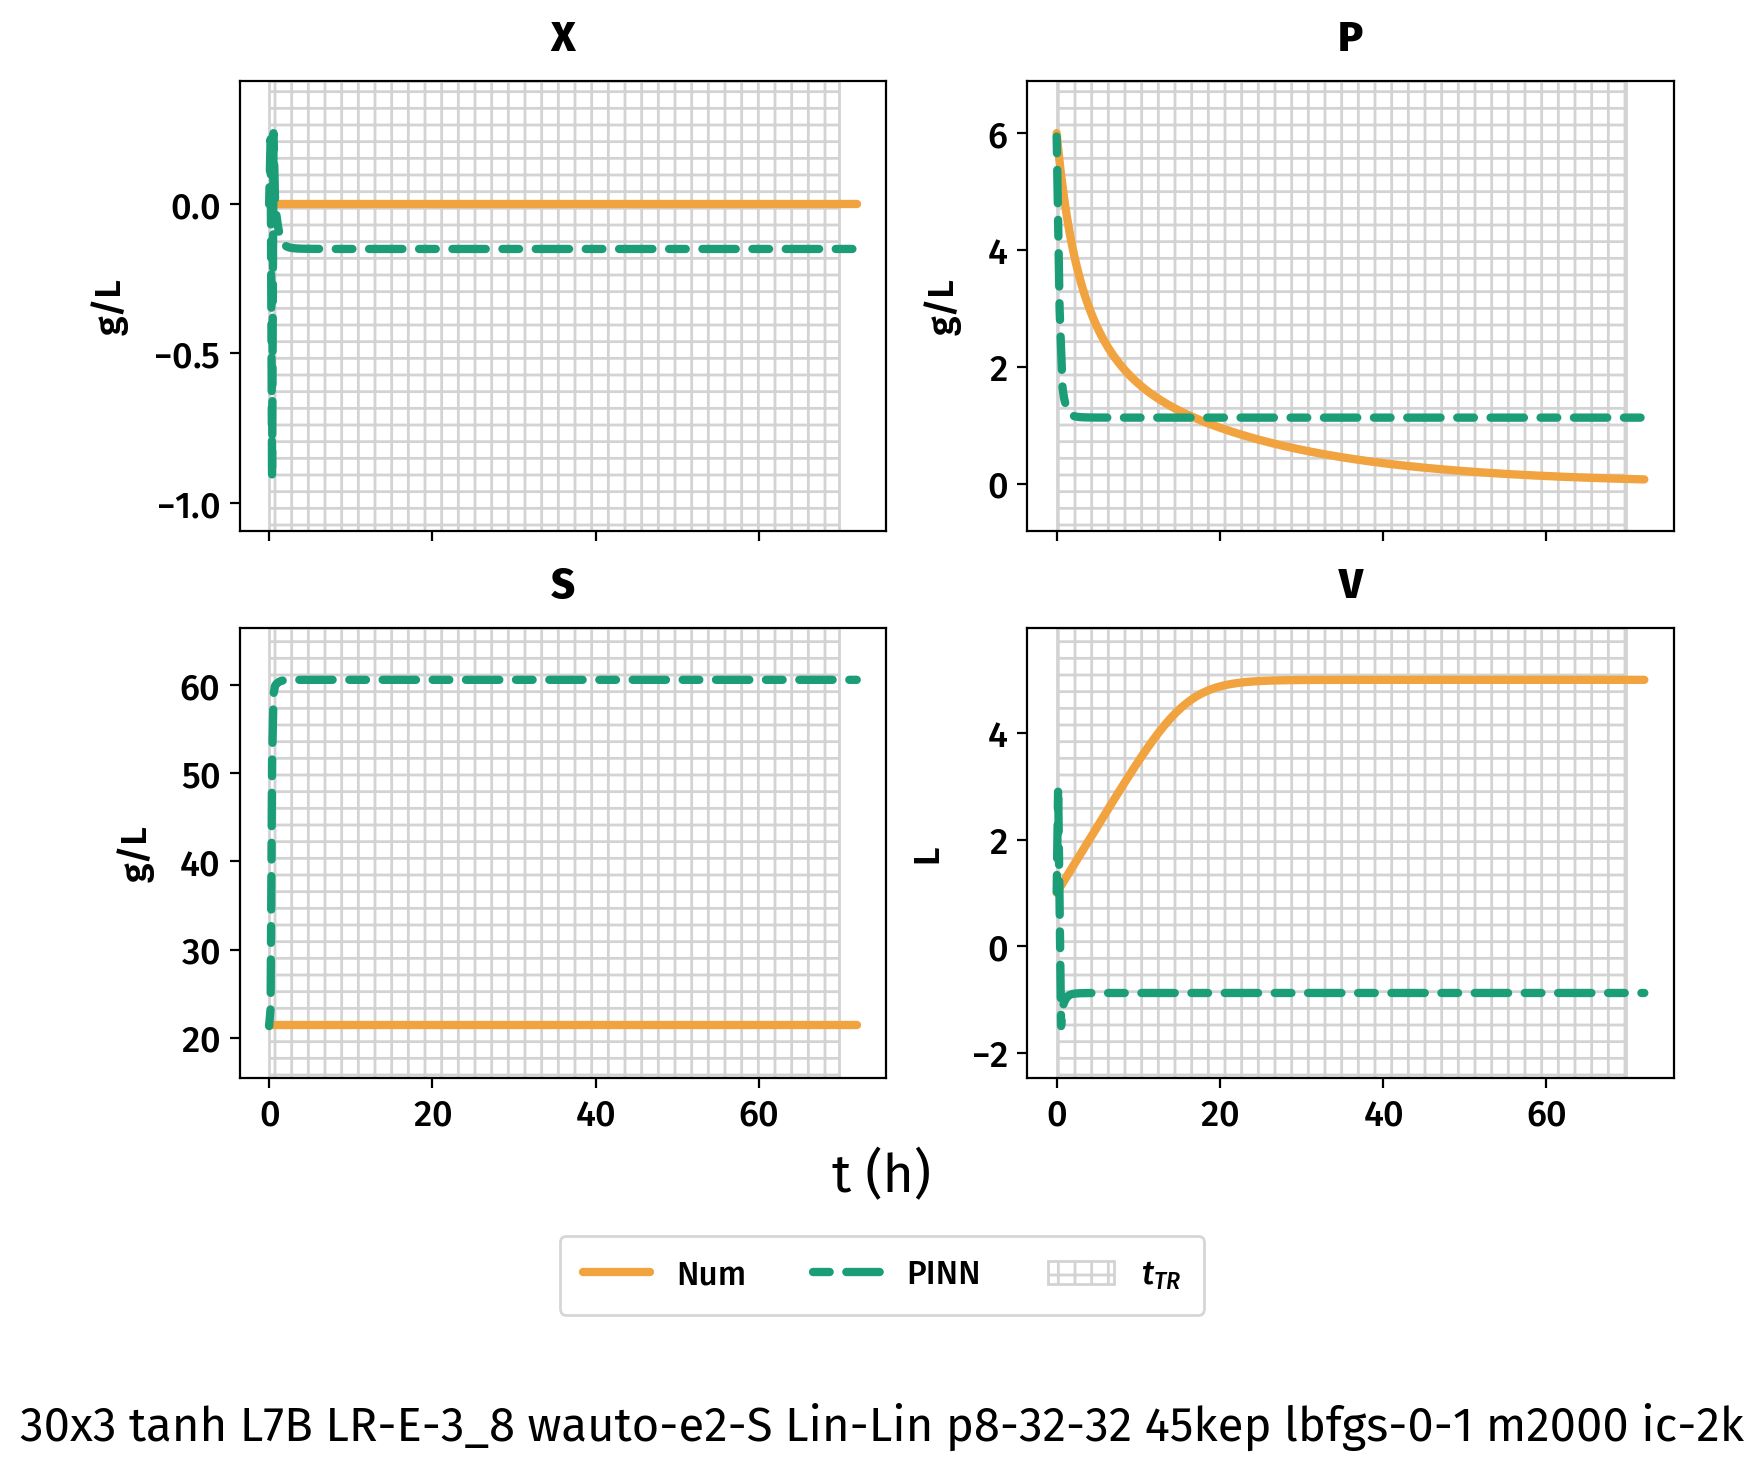 X
P
0.0
−0.5
−1.0
g/L
6
4
2
0
g/L
S
V
60
50
40
30
20
g/L
0 20 40 60
4
2
0
−2
L
0 20 40 60
t (h)
Num PINN tTR
30x3 tanh L7B LR-E-3_8 wauto-e2-S Lin-Lin p8-32-32 45kep lbfgs-0-1 m2000 ic-2k